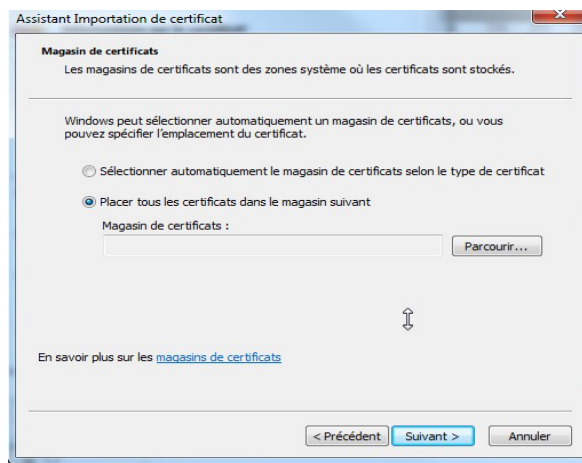 Assistant Importation de certificat
Magasin de certificats
Les magasins de certificats sont des zones système où les certificats sont stockés.
Windows peut sélectionner automatiquement un magasin de certificats, ou vous
pouvez spécifier l'emplacement du certificat.
Sélectionner automatiquement le magasin de certificats selon le type de certificat
Placer tous les certificats dans le magasin suivant
Magasin de certificats :
Parcourir...
En savoir plus sur les magasins de certificats
< Précédent Suivant > Annuler